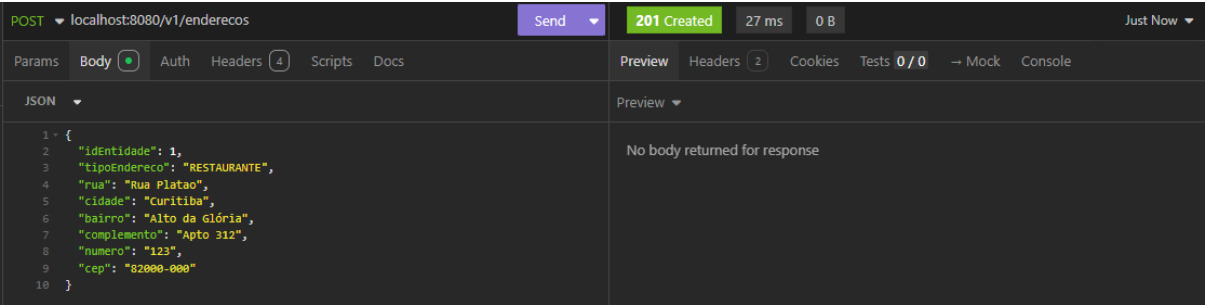 POST localhost:8080/v1/enderecos Send 201 Created 27 ms 0 B Just Now
Params Body Auth Headers 4 Scripts Docs Preview Headers 2 Cookies Tests 0 / 0 → Mock Console
JSON Preview
1 {
2 "idEntidade": 1,
3 "tipoEndereco": "RESTAURANTE",
4 "rua": "Rua Platao",
5 "cidade": "Curitiba",
6 "bairro": "Alto da Glória",
7 "complemento": "Apto 312",
8 "numero": "123",
9 "cep": "82000-000"
10 }
No body returned for response